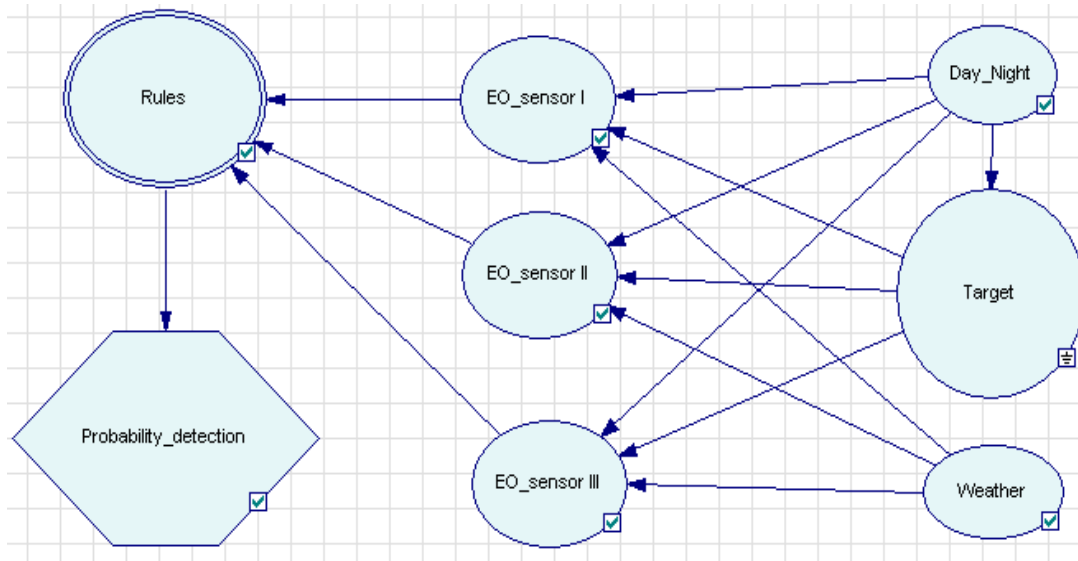 Rules
EO_sensor I
Day_Night
EO_sensor II
Target
Probability_detection
EO_sensor III
Weather